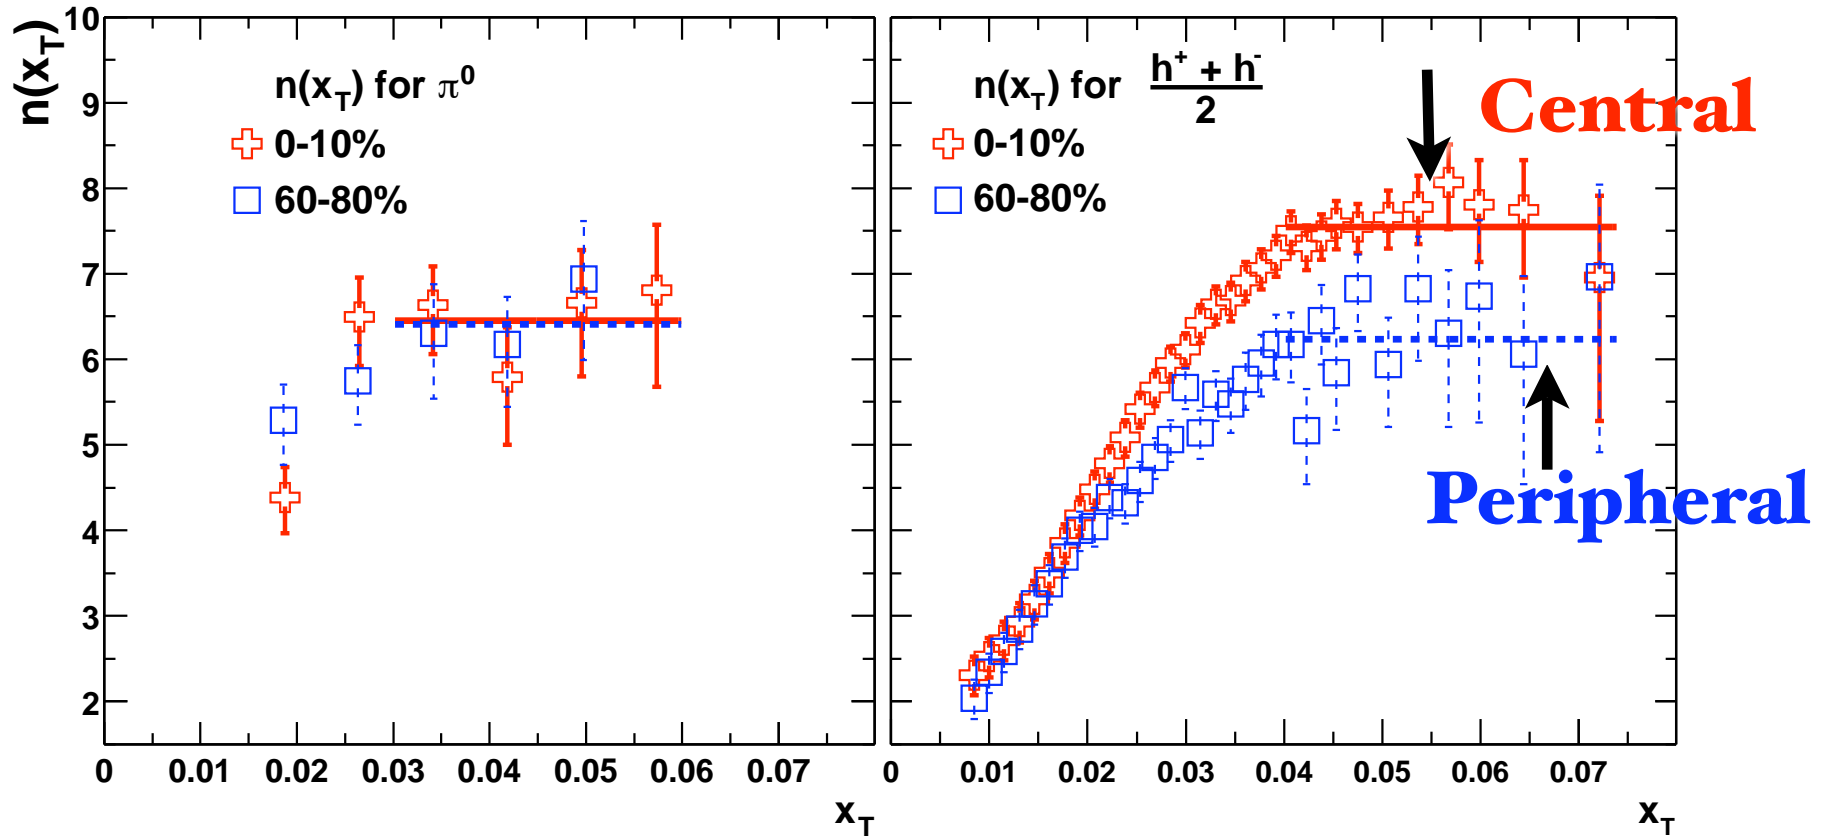 n(x_T)
10
9
8
7
6
5
4
3
2
n(x_T) for π⁰
0-10%
60-80%
0 0.01 0.02 0.03 0.04 0.05 0.06 0.07
x_T
n(x_T) for h⁺ + h⁻
2
0-10%
60-80%
Central
Peripheral
0 0.01 0.02 0.03 0.04 0.05 0.06 0.07
x_T